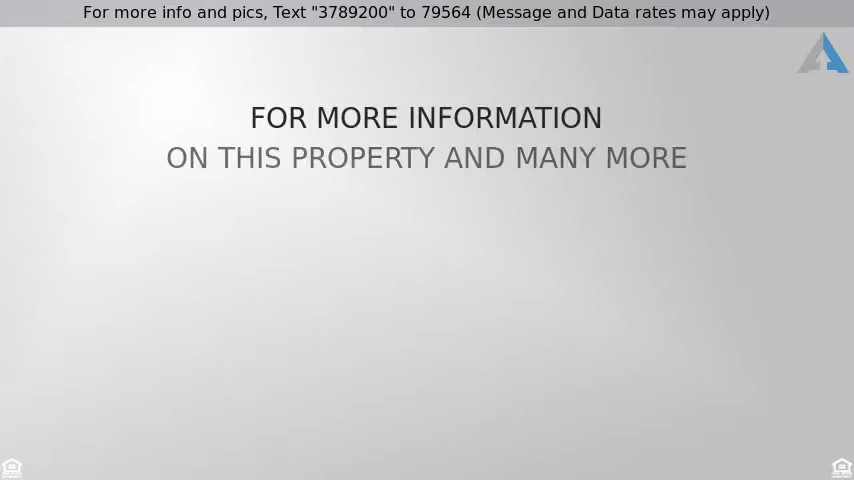 For more info and pics, Text "3789200" to 79564 (Message and Data rates may apply)
FOR MORE INFORMATION
ON THIS PROPERTY AND MANY MORE